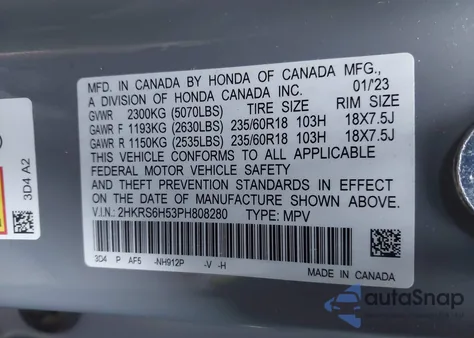 MFD. IN CANADA BY HONDA OF CANADA MFG.,
A DIVISION OF HONDA CANADA INC. 01/'23
GVWR 2300KG (5070LBS) TIRE SIZE RIM SIZE
GAWR F 1193KG (2630LBS) 235/60R18 103H 18X7.5J
GAWR R 1150KG (2535LBS) 235/60R18 103H 18X7.5J
THIS VEHICLE CONFORMS TO ALL APPLICABLE
FEDERAL MOTOR VEHICLE SAFETY
AND THEFT PREVENTION STANDARDS IN EFFECT
ON THE DATE OF MANUFACTURE SHOWN ABOVE.
V.I.N.: 2HKRS6H53PH808280 TYPE: MPV
3D4 P AF5 -NH912P -V -H
MADE IN CANADA
3D4 A2
autoSnap